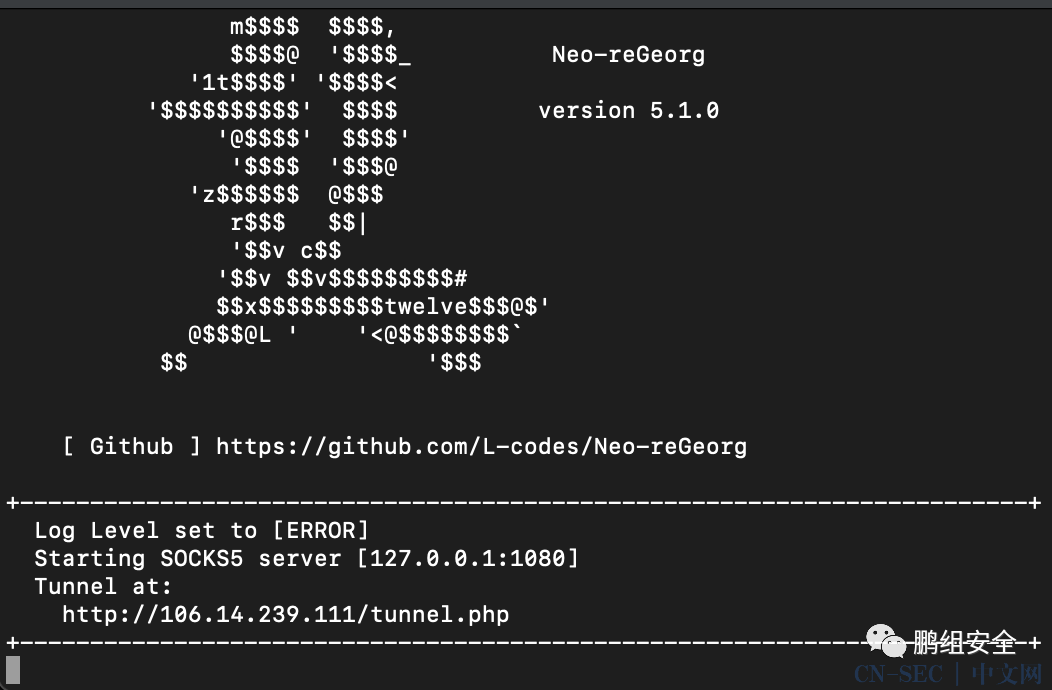 m$$$$  $$$$,
$$$$@  '$$$$_          Neo-reGeorg
'1t$$$$' '$$$$<
'$$$$$$$$$$'  $$$$          version 5.1.0
'@$$$$'  $$$$'
'$$$$  '$$$@
'z$$$$$$  @$$$
r$$$   $$|
'$$v c$$
'$$v $$v$$$$$$$$$#
$$x$$$$$$$$$twelve$$$@$'
@$$$@L '    '<@$$$$$$$$`
$$                 '$$$
[ Github ] https://github.com/L-codes/Neo-reGeorg
+------------------------------------------------------------------------+
Log Level set to [ERROR]
Starting SOCKS5 server [127.0.0.1:1080]
Tunnel at:
http://106.14.239.111/tunnel.php
+------------------------------------------------------------------------+
鹏组安全
CN-SEC | 中文网